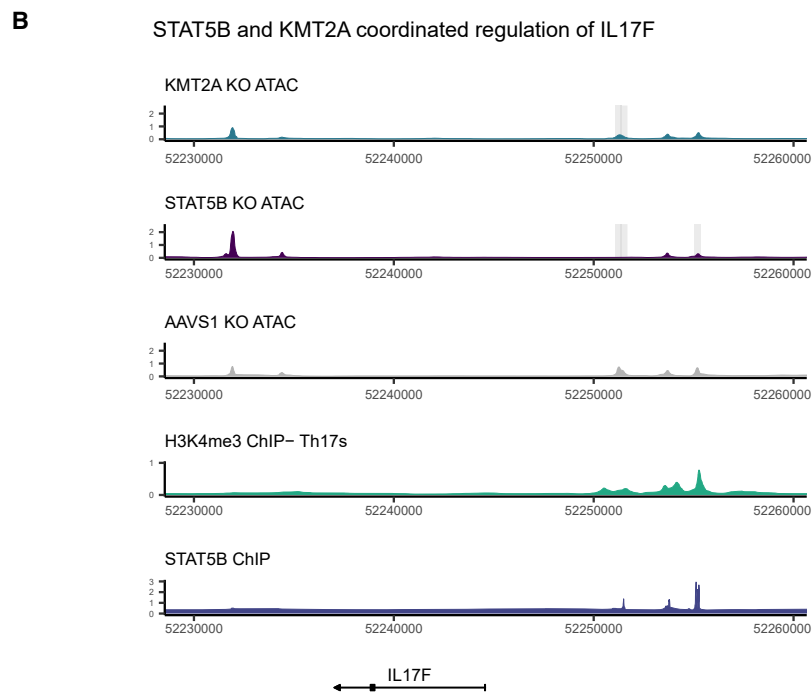 B
STAT5B and KMT2A coordinated regulation of IL17F
KMT2A KO ATAC
2
1
0
52230000 52240000 52250000 52260000
STAT5B KO ATAC
2
1
0
52230000 52240000 52250000 52260000
AAVS1 KO ATAC
2
1
0
52230000 52240000 52250000 52260000
H3K4me3 ChIP− Th17s
1
0
52230000 52240000 52250000 52260000
STAT5B ChIP
3
2
1
0
52230000 52240000 52250000 52260000
IL17F